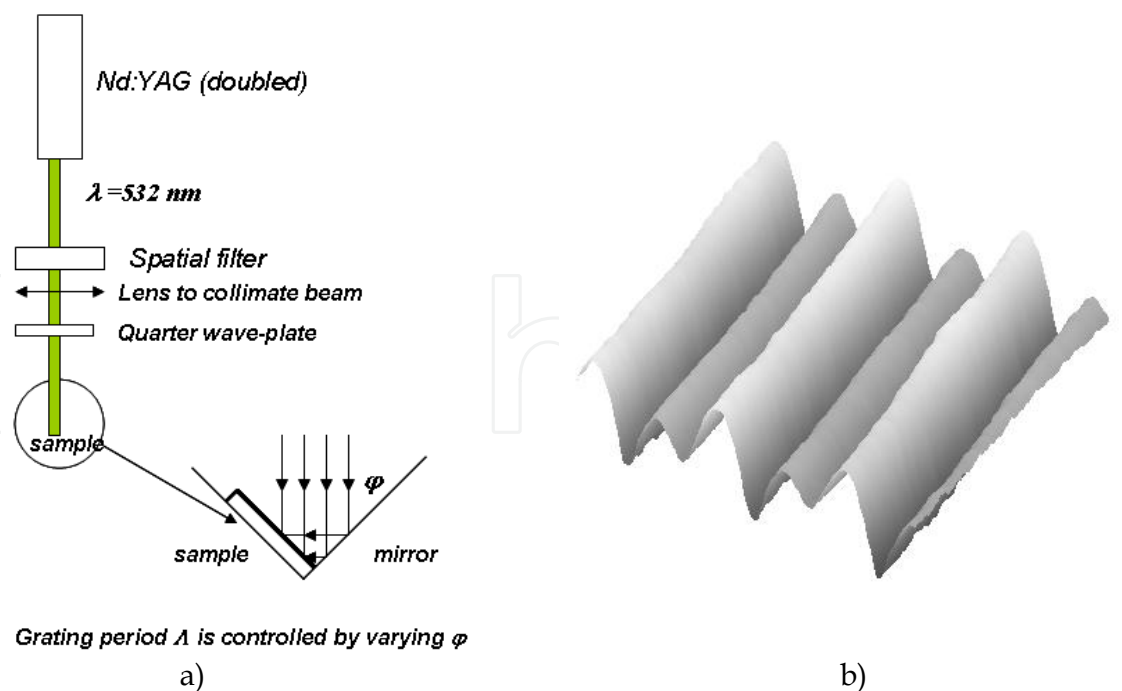 Nd:YAG (doubled)
λ =532 nm
Spatial filter
Lens to collimate beam
Quarter wave-plate
sample
φ
sample
mirror
Grating period Λ is controlled by varying φ
a)
b)